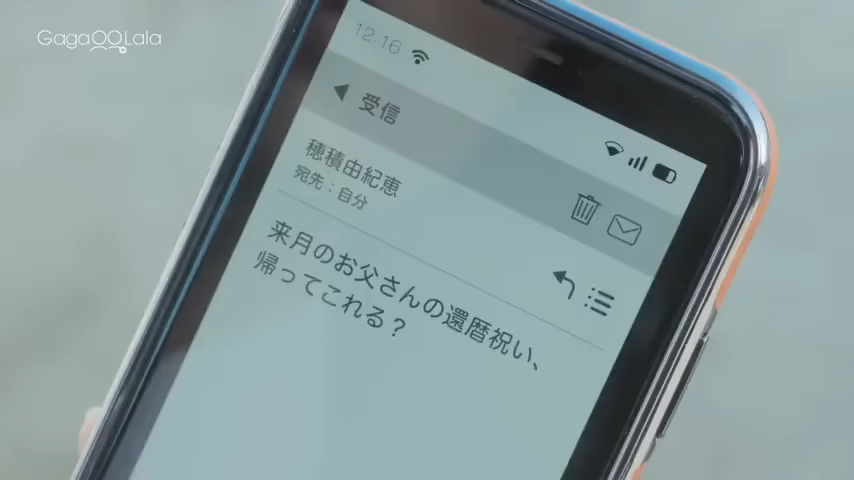 GagaOOLala
12:16
受信
穂積由紀恵
宛先：自分
来月のお父さんの還暦祝い、
帰ってこれる？